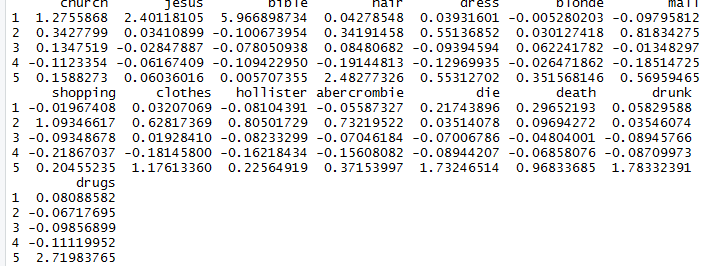 church jesus bible hair dress blonde mall
1 1.2755868 2.40118105 5.966898734 0.04278548 0.03931601 -0.005280203 -0.09795812
2 0.3427799 0.03410899 -0.100673954 0.34191458 0.55136852 0.030127418 0.81834275
3 0.1347519 -0.02847887 -0.078050938 0.08480682 -0.09394594 0.062241782 -0.01348297
4 -0.1123354 -0.06167409 -0.109422950 -0.19144813 -0.12969935 -0.026471862 -0.18514725
5 0.1588273 0.06036016 0.005707355 2.48277326 0.55312702 0.351568146 0.56959465
shopping clothes hollister abercrombie die death drunk
1 -0.01967408 0.03207069 -0.08104391 -0.05587327 0.21743896 0.29652193 0.05829588
2 1.09346617 0.62817369 0.80501729 0.73219522 0.03514078 0.09694272 0.03546074
3 -0.09348678 0.01928410 -0.08233299 -0.07046184 -0.07006786 -0.04804001 -0.08945766
4 -0.21867037 -0.18145800 -0.16218434 -0.15608082 -0.08944207 -0.06858076 -0.08709973
5 0.20455235 1.17613360 0.22564919 0.37153997 1.73246514 0.96833685 1.78332391
drugs
1 0.08088582
2 -0.06717695
3 -0.09856899
4 -0.11119952
5 2.71983765